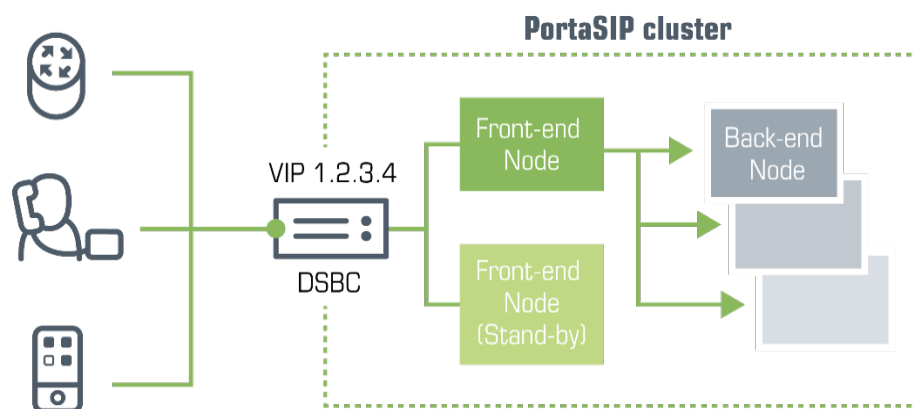 PortaSIP cluster
VIP 1.2.3.4
DSBC
Front-end
Node
Front-end
Node
(Stand-by)
Back-end
Node